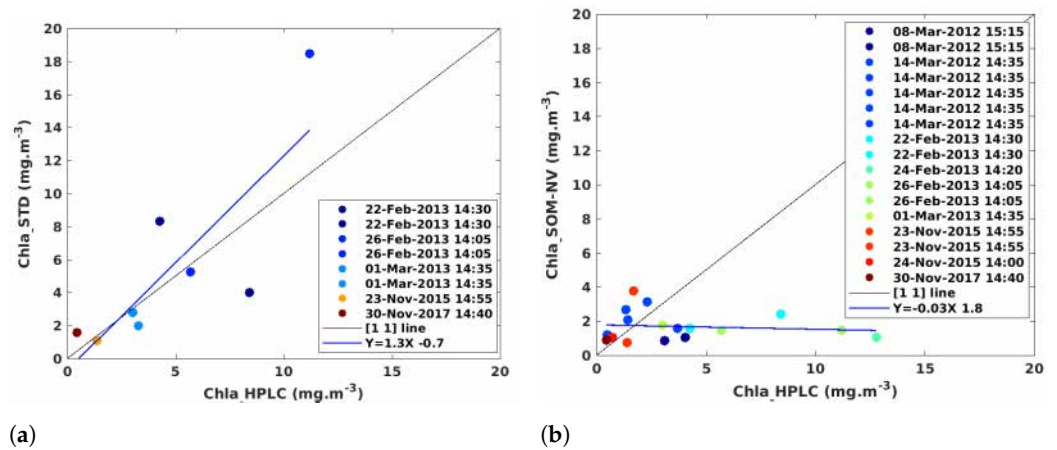 20
18
16
14
12
10
8
6
4
2
0
Chla_STD (mg.m-3)
22-Feb-2013 14:30
22-Feb-2013 14:30
26-Feb-2013 14:05
26-Feb-2013 14:05
01-Mar-2013 14:35
01-Mar-2013 14:35
23-Nov-2015 14:55
30-Nov-2017 14:40
[1 1] line
Y=1.3X -0.7
0 5 10 15 20
Chla_HPLC (mg.m-3)
(a)
20
18
16
14
12
10
8
6
4
2
0
Chla_SOM-NV (mg.m-3)
08-Mar-2012 15:15
08-Mar-2012 15:15
14-Mar-2012 14:35
14-Mar-2012 14:35
14-Mar-2012 14:35
14-Mar-2012 14:35
14-Mar-2012 14:35
22-Feb-2013 14:30
22-Feb-2013 14:30
24-Feb-2013 14:20
26-Feb-2013 14:05
26-Feb-2013 14:05
01-Mar-2013 14:35
23-Nov-2015 14:55
23-Nov-2015 14:55
24-Nov-2015 14:00
30-Nov-2017 14:40
[1 1] line
Y=-0.03X 1.8
0 5 10 15 20
Chla_HPLC (mg.m-3)
(b)